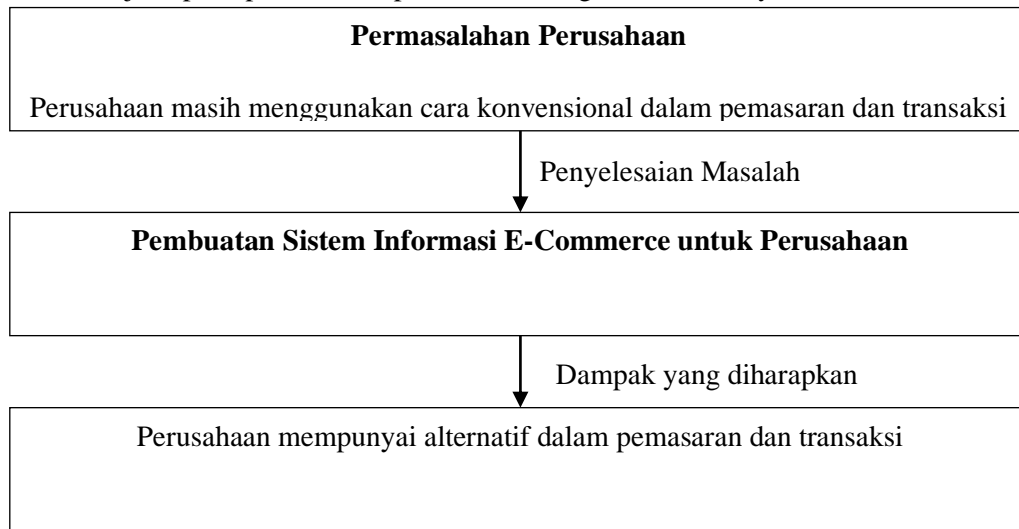 Permasalahan Perusahaan
Perusahaan masih menggunakan cara konvensional dalam pemasaran dan transaksi
Penyelesaian Masalah
Pembuatan Sistem Informasi E-Commerce untuk Perusahaan
Dampak yang diharapkan
Perusahaan mempunyai alternatif dalam pemasaran dan transaksi